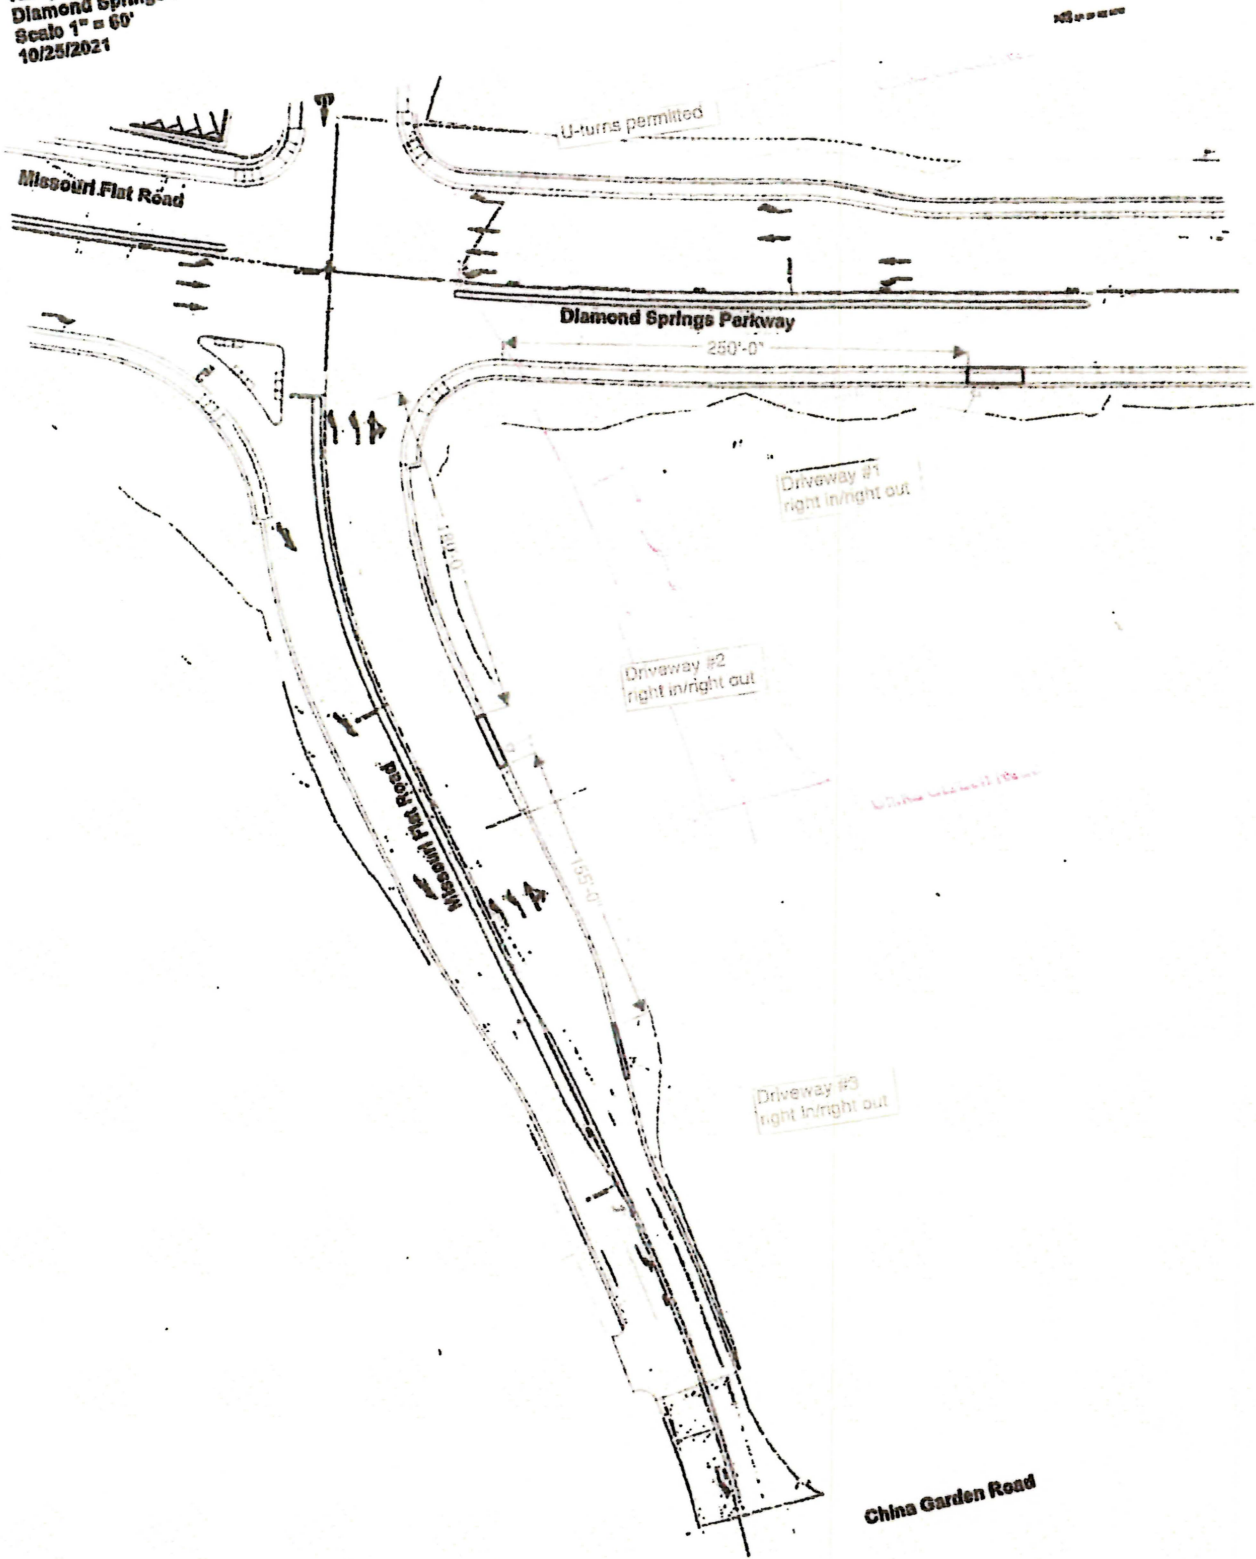 Diamond
Scale 1" = 60'
10/25/2021
U-turns permitted
Missouri Flat Road
Diamond Springs Parkway
250'-0"
Driveway #1
right in/right out
Driveway #2
right in/right out
Missouri Flat Road
Driveway #3
right in/right out
China Garden Road